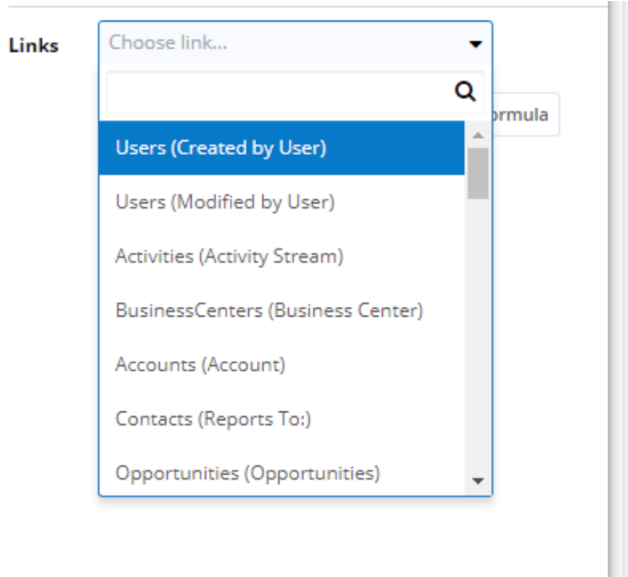 Links Choose link...
ormula
Users (Created by User)
Users (Modified by User)
Activities (Activity Stream)
BusinessCenters (Business Center)
Accounts (Account)
Contacts (Reports To:)
Opportunities (Opportunities)